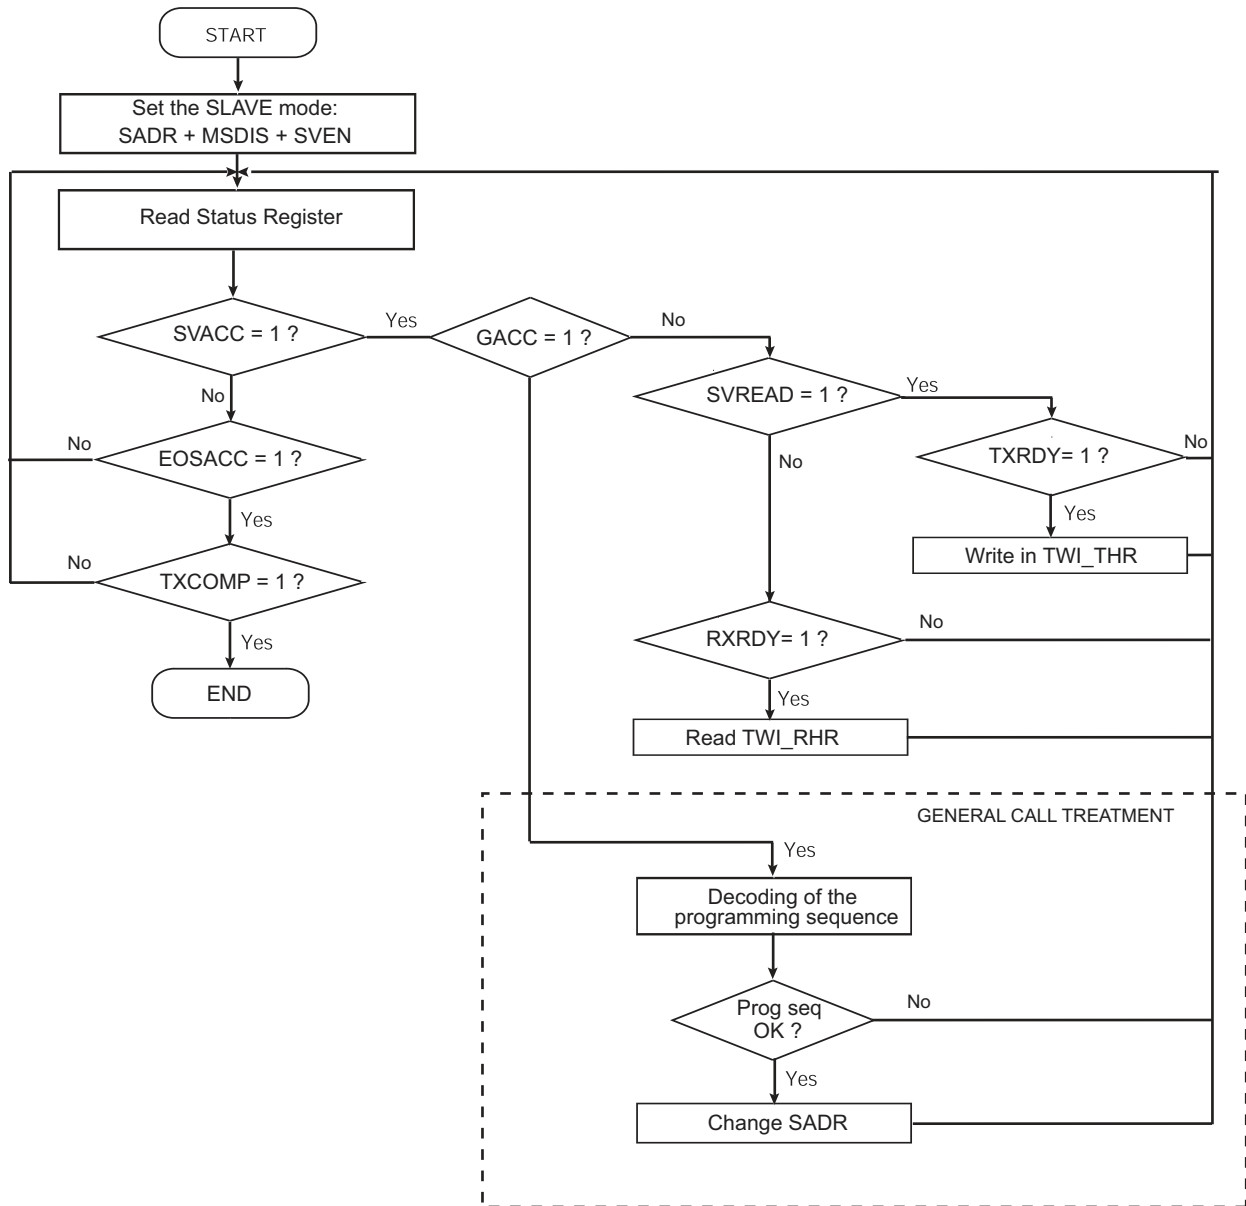 START
Set the SLAVE mode:
SADR + MSDIS + SVEN
Read Status Register
SVACC = 1 ?
Yes
GACC = 1 ?
No
SVREAD = 1 ?
Yes
No
EOSACC = 1 ?
No
No
TXRDY= 1 ?
No
Yes
Yes
Write in TWI_THR
No
TXCOMP = 1 ?
Yes
END
RXRDY= 1 ?
No
Yes
Read TWI_RHR
GENERAL CALL TREATMENT
Yes
Decoding of the
programming sequence
Prog seq
OK ?
No
Yes
Change SADR